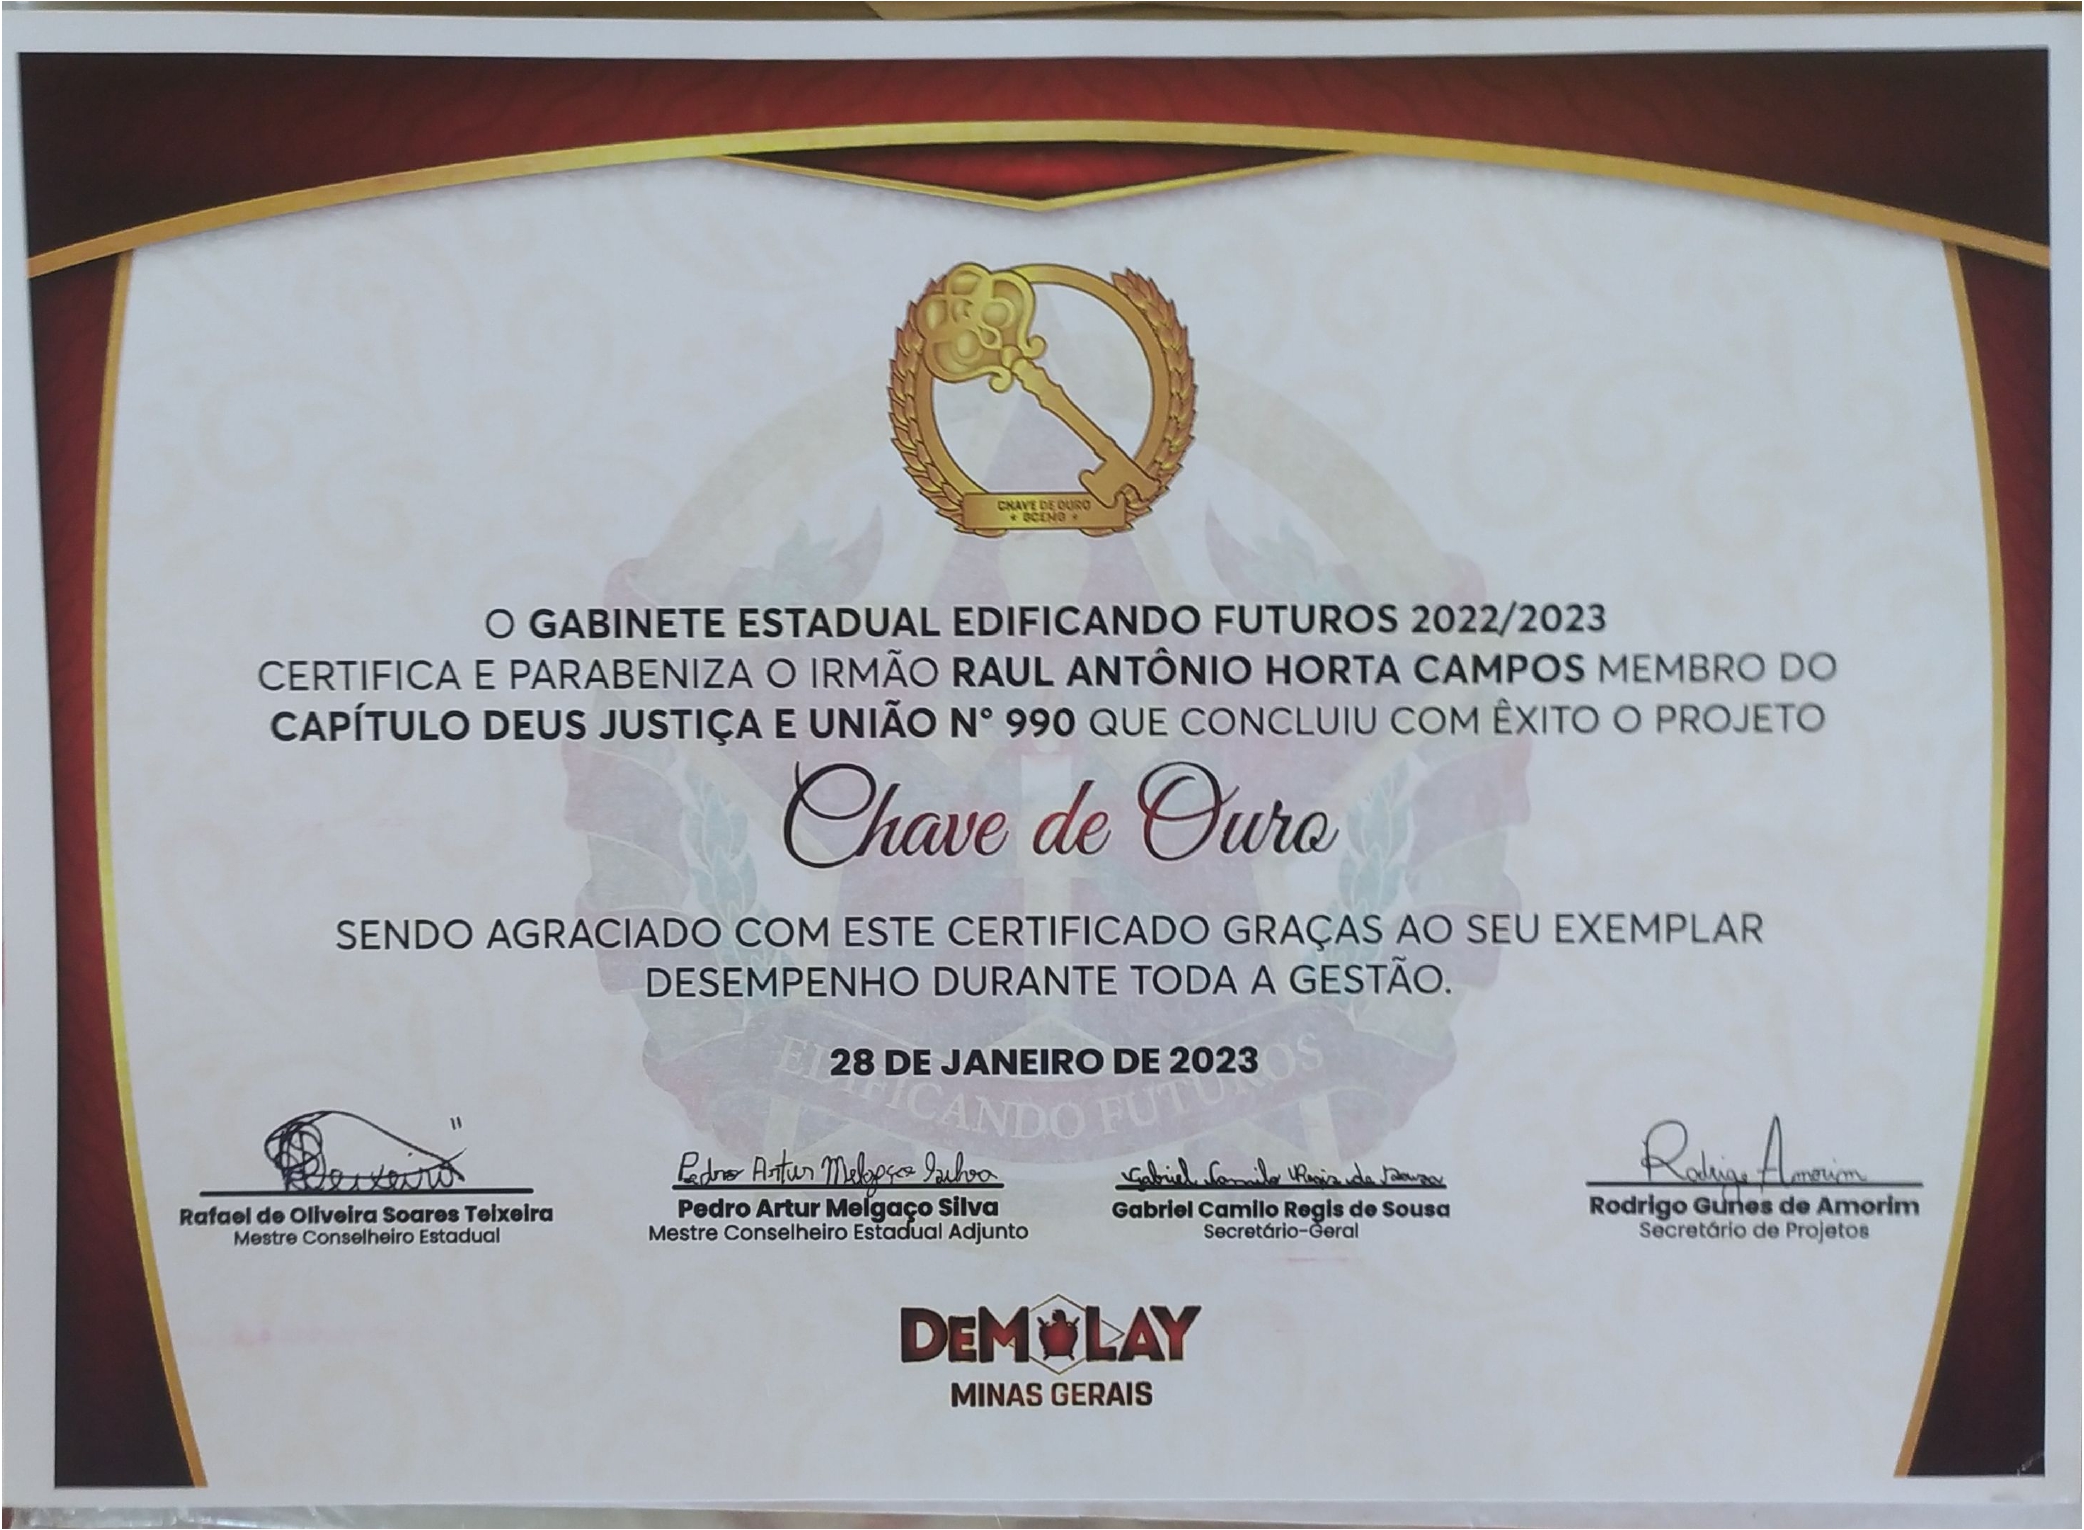 CHAVE DE OURO
GCEMG
O GABINETE ESTADUAL EDIFICANDO FUTUROS 2022/2023
CERTIFICA E PARABENIZA O IRMÃO RAUL ANTÔNIO HORTA CAMPOS MEMBRO DO
CAPÍTULO DEUS JUSTIÇA E UNIÃO N° 990 QUE CONCLUIU COM ÊXITO O PROJETO
Chave de Ouro
SENDO AGRACIADO COM ESTE CERTIFICADO GRAÇAS AO SEU EXEMPLAR
DESEMPENHO DURANTE TODA A GESTÃO.
28 DE JANEIRO DE 2023
EDIFICANDO FUTUROS
Teixeira
Pedro Artur Melgaço Silva
Gabriel Camilo Regis de Sousa
Rodrigo Amorim
Rafael de Oliveira Soares Teixeira
Mestre Conselheiro Estadual
Pedro Artur Melgaço Silva
Mestre Conselheiro Estadual Adjunto
Gabriel Camilo Regis de Sousa
Secretário-Geral
Rodrigo Gunes de Amorim
Secretário de Projetos
DEMOLAY
MINAS GERAIS